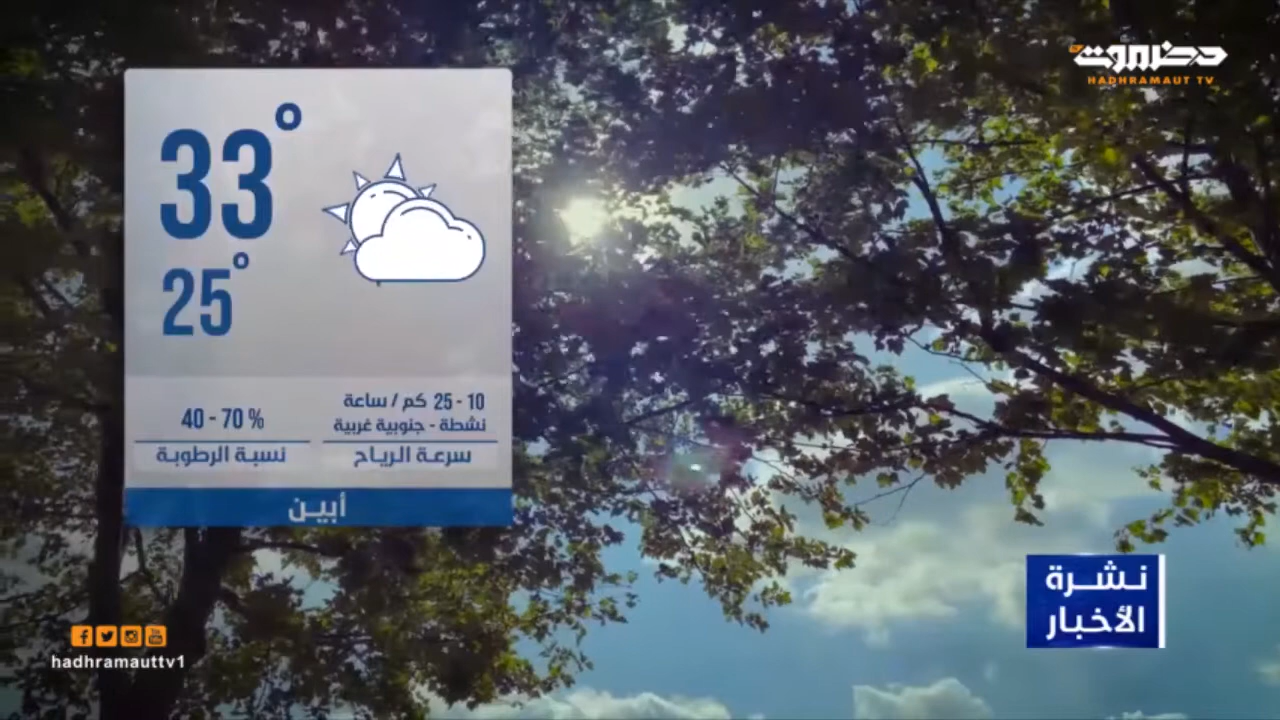 حضرموت
HADHRAMAUT TV
33°
25°
10 - 25 كم / ساعة
نشطة - جنوبية غربية
سرعة الرياح
40 - 70 %
نسبة الرطوبة
أبين
نشرة
الأخبار
hadhramauttv1